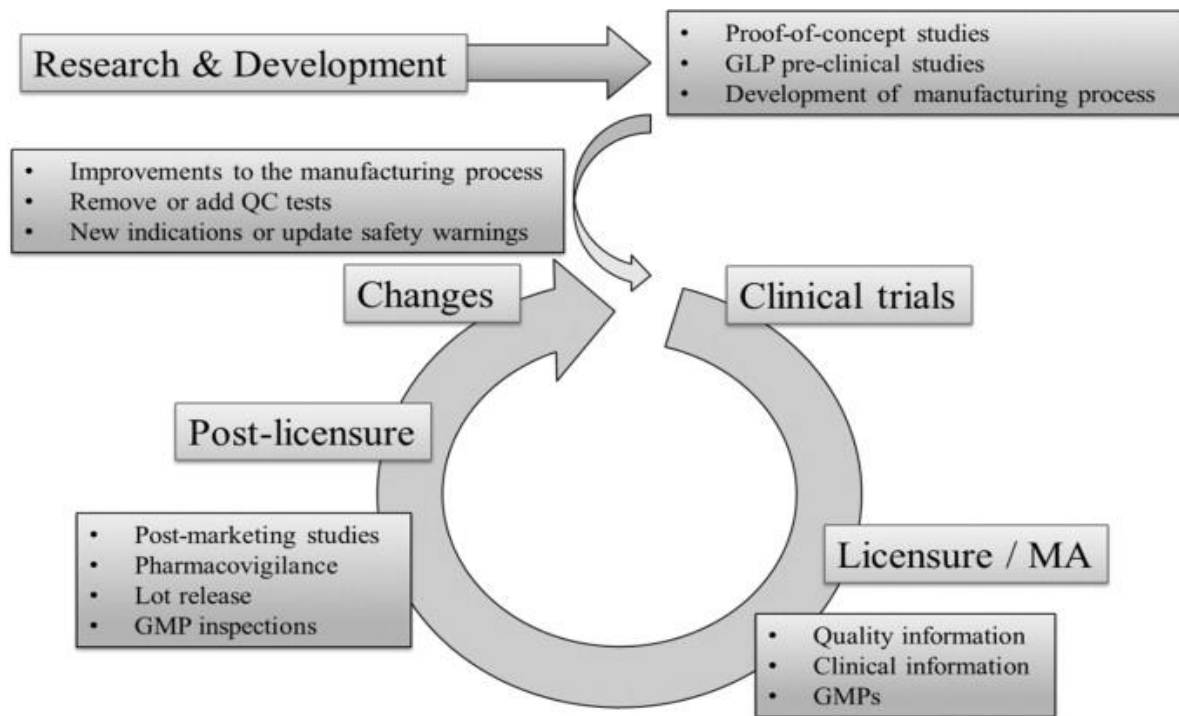 Research & Development
• Proof-of-concept studies
• GLP pre-clinical studies
• Development of manufacturing process
• Improvements to the manufacturing process
• Remove or add QC tests
• New indications or update safety warnings
Changes
Clinical trials
Post-licensure
• Post-marketing studies
• Pharmacovigilance
• Lot release
• GMP inspections
Licensure / MA
• Quality information
• Clinical information
• GMPs